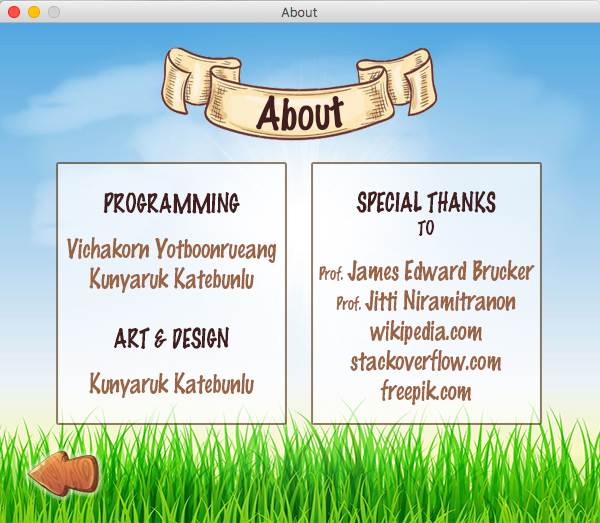 About
About
PROGRAMMING
Vichakorn Yotboonrueang
Kunyaruk Katebunlu
ART & DESIGN
Kunyaruk Katebunlu
SPECIAL THANKS
TO
Prof. James Edward Brucker
Prof. Jitti Niramitranon
wikipedia.com
stackoverflow.com
freepik.com